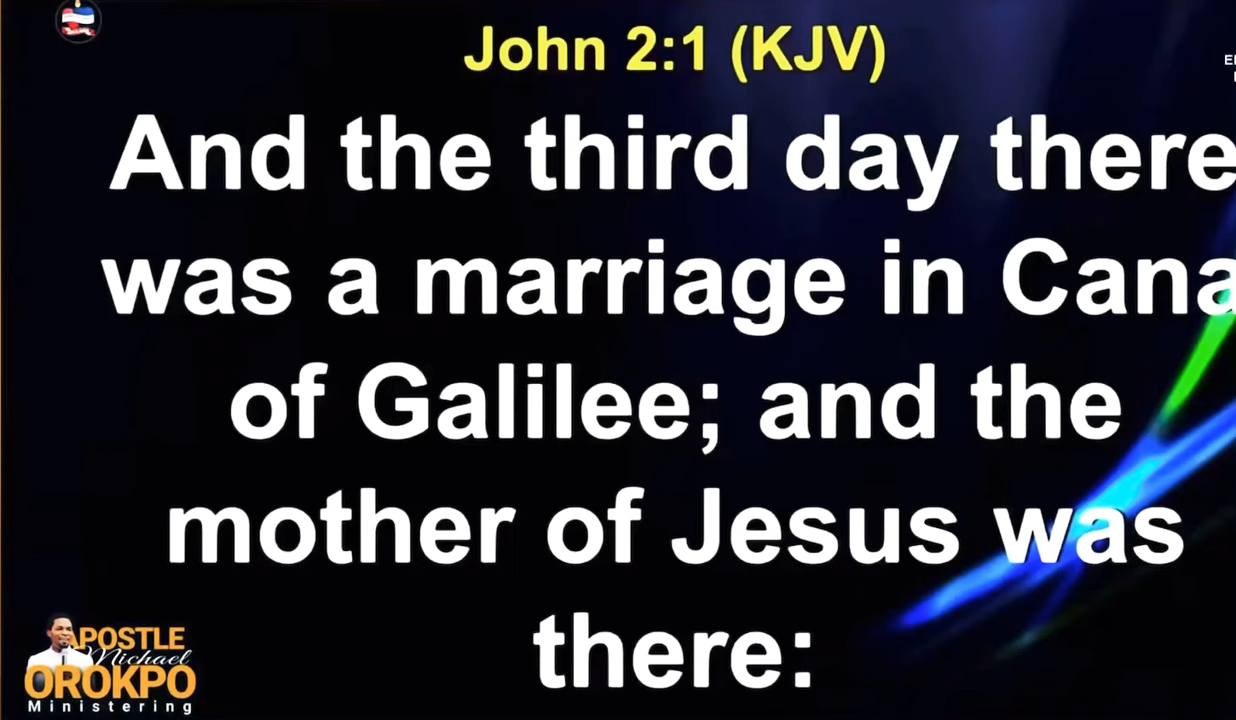 John 2:1 (KJV)
And the third day there
was a marriage in Cana
of Galilee; and the
mother of Jesus was
there:
APOSTLE
Michael
OROKPO
Ministering